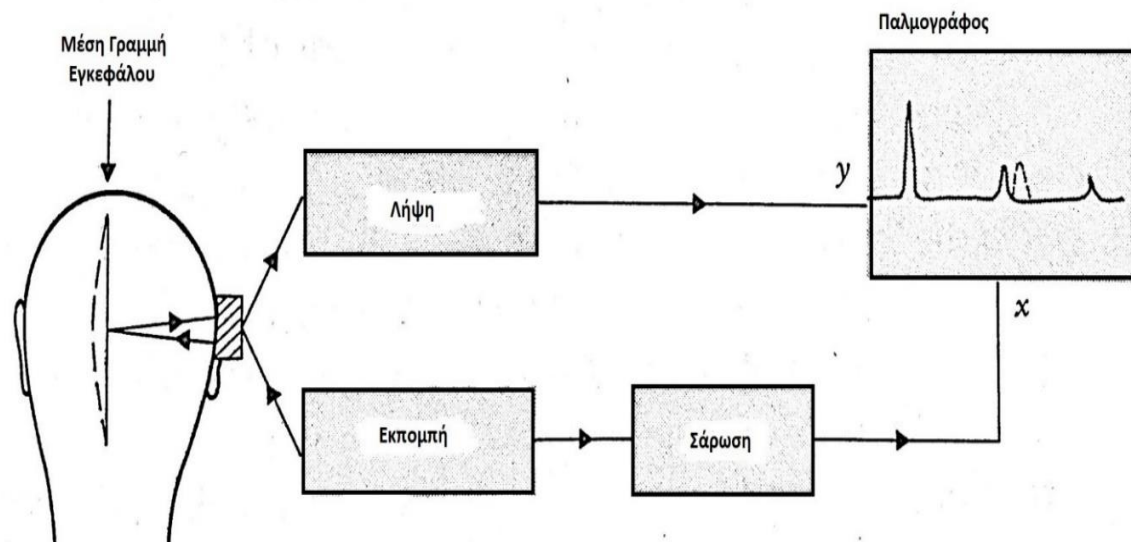 Παλμογράφος
Μέση Γραμμή
Εγκεφάλου
Λήψη
y
x
Εκπομπή
Σάρωση